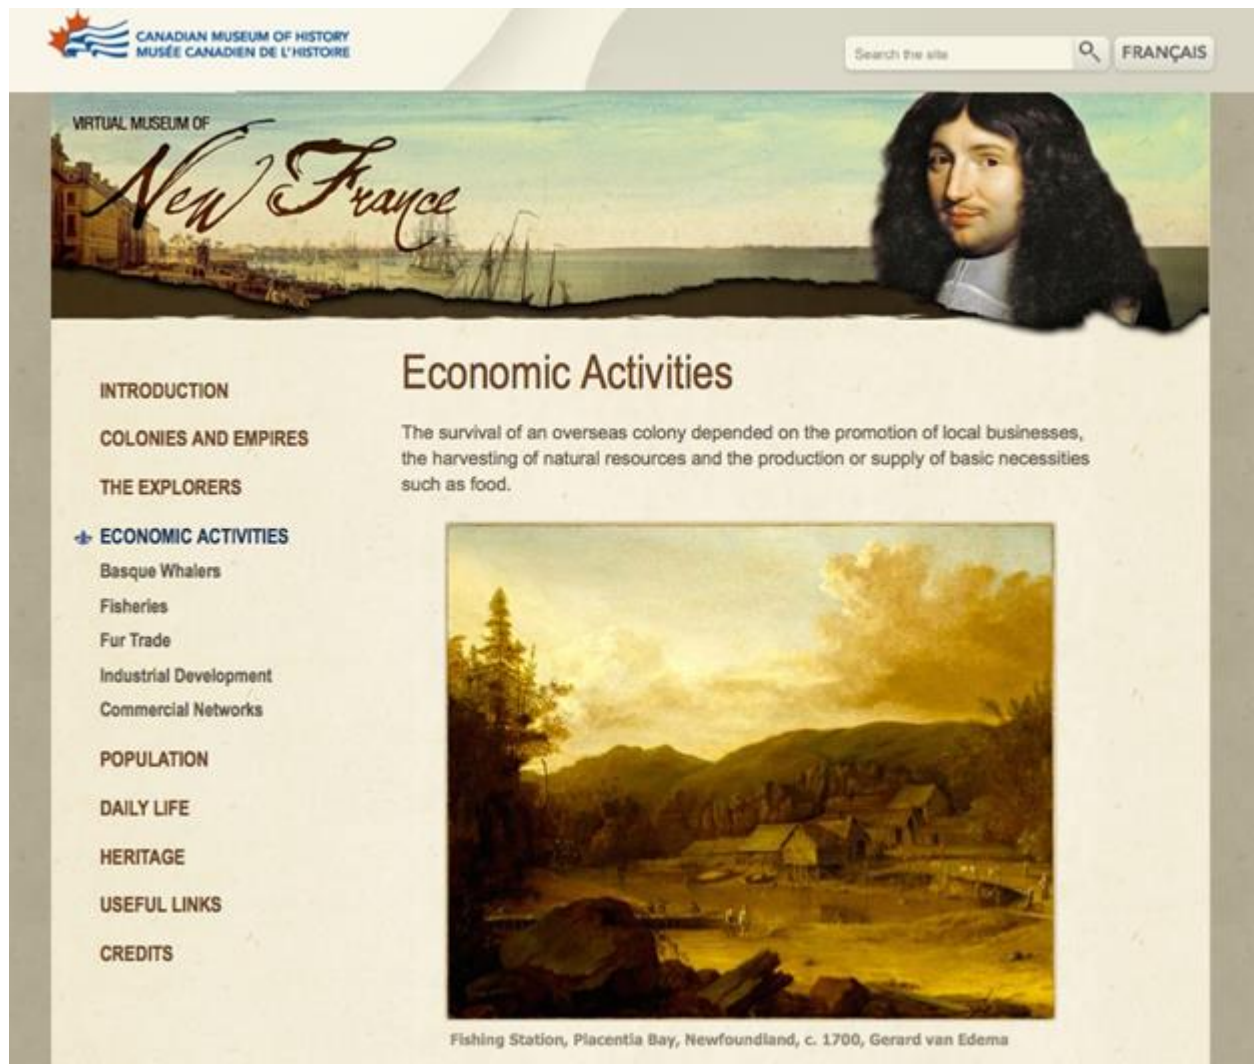 CANADIAN MUSEUM OF HISTORY
MUSÉE CANADIEN DE L'HISTOIRE
Search the site
FRANÇAIS
VIRTUAL MUSEUM OF
New France
INTRODUCTION
COLONIES AND EMPIRES
THE EXPLORERS
ECONOMIC ACTIVITIES
Basque Whalers
Fisheries
Fur Trade
Industrial Development
Commercial Networks
POPULATION
DAILY LIFE
HERITAGE
USEFUL LINKS
CREDITS
Economic Activities
The survival of an overseas colony depended on the promotion of local businesses,
the harvesting of natural resources and the production or supply of basic necessities
such as food.
Fishing Station, Placentia Bay, Newfoundland, c. 1700, Gerard van Edema